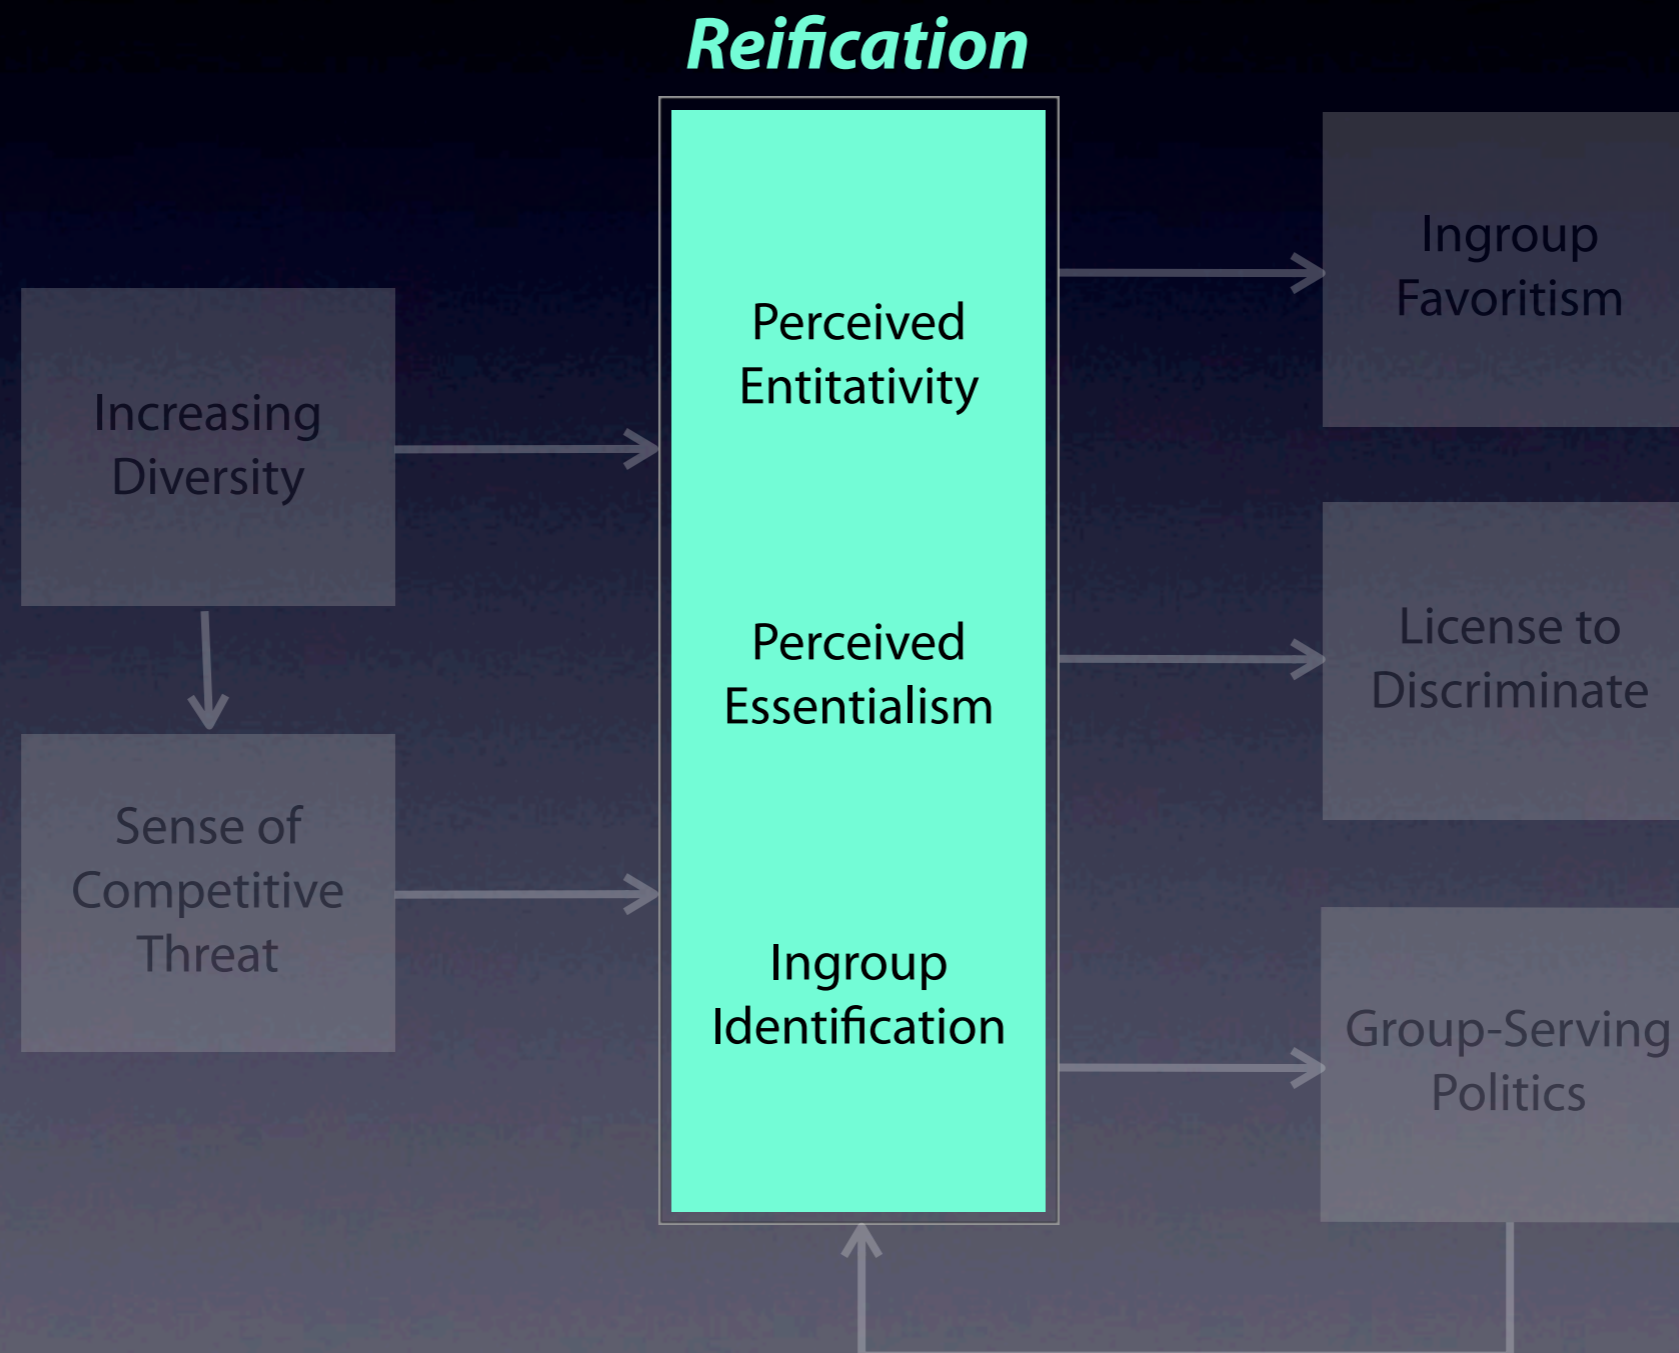 Reification
Increasing
Diversity
Sense of
Competitive
Threat
Perceived
Entitativity
Perceived
Essentialism
Ingroup
Identification
Ingroup
Favoritism
License to
Discriminate
Group-Serving
Politics